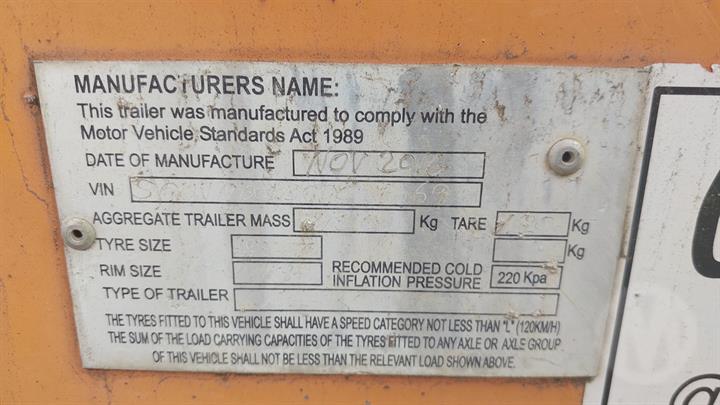 MANUFACTURERS NAME:
This trailer was manufactured to comply with the
Motor Vehicle Standards Act 1989
DATE OF MANUFACTURE NOV
VIN
AGGREGATE TRAILER MASS Kg TARE Kg
TYRE SIZE Kg
RIM SIZE RECOMMENDED COLD INFLATION PRESSURE 220 Kpa
TYPE OF TRAILER
THE TYRES FITTED TO THIS VEHICLE SHALL HAVE A SPEED CATEGORY NOT LESS THAN "L" (120KM/H)
THE SUM OF THE LOAD CARRYING CAPACITIES OF THE TYRES FITTED TO ANY AXLE OR AXLE GROUP
OF THIS VEHICLE SHALL NOT BE LESS THAN THE RELEVANT LOAD SHOWN ABOVE.
@